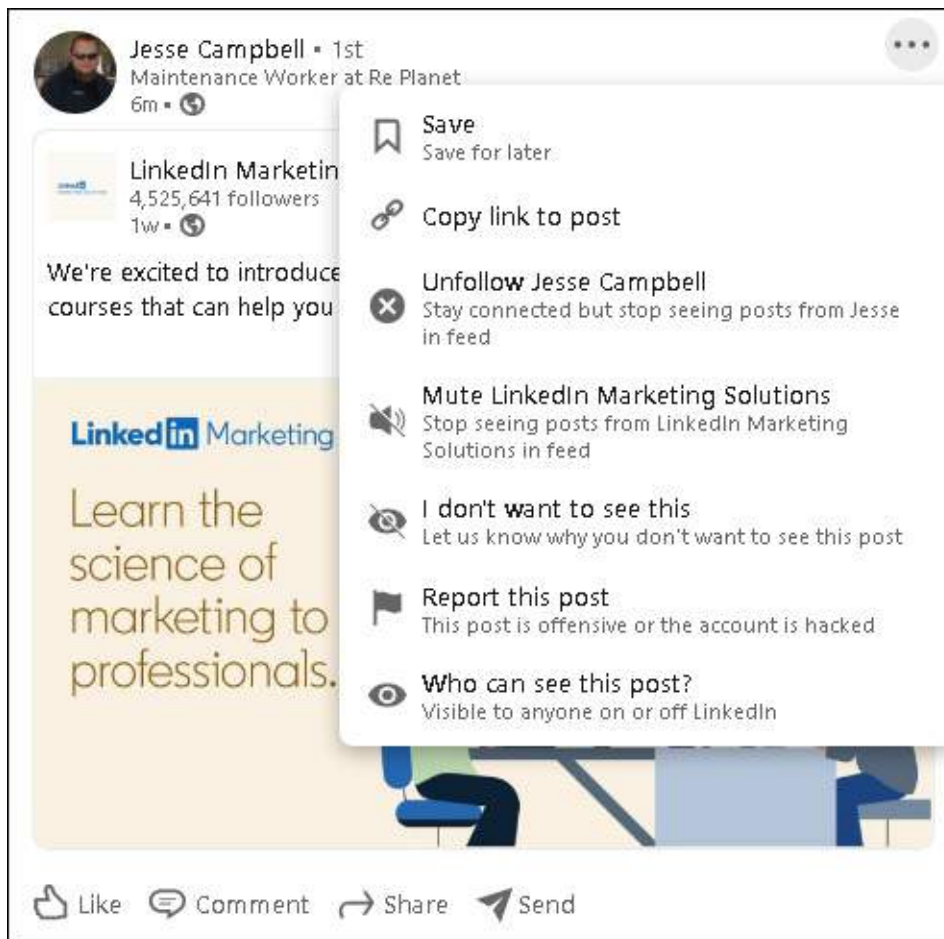 Jesse Campbell • 1st
Maintenance Worker at Re Planet
6m •
LinkedIn Marketin
4,525,641 followers
1w •
We're excited to introduce
courses that can help you
LinkedIn Marketing
Learn the
science of
marketing to
professionals.
Save
Save for later
Copy link to post
Unfollow Jesse Campbell
Stay connected but stop seeing posts from Jesse
in feed
Mute LinkedIn Marketing Solutions
Stop seeing posts from LinkedIn Marketing
Solutions in feed
I don't want to see this
Let us know why you don't want to see this post
Report this post
This post is offensive or the account is hacked
Who can see this post?
Visible to anyone on or off LinkedIn
Like Comment Share Send